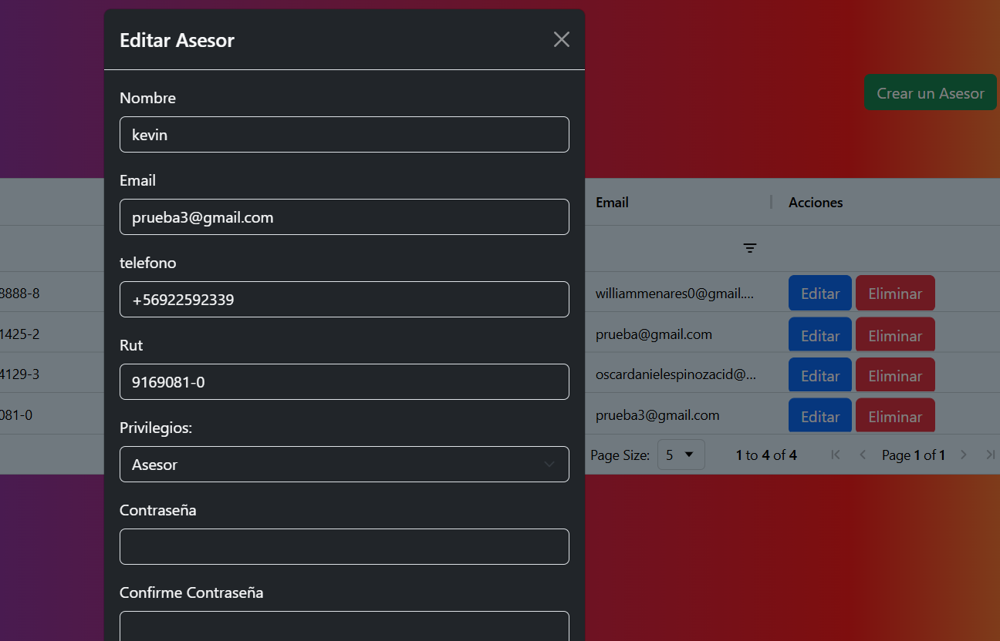 Editar Asesor
Crear un Asesor
Nombre
kevin
Email
prueba3@gmail.com
telefono
+56922592339
Rut
9169081-0
Privilegios:
Asesor
Contraseña
Confirme Contraseña
Email
Acciones
8888-8
williammenares0@gmail....
Editar
Eliminar
1425-2
prueba@gmail.com
Editar
Eliminar
4129-3
oscardanielespinozacid@...
Editar
Eliminar
081-0
prueba3@gmail.com
Editar
Eliminar
Page Size: 5 1 to 4 of 4 Page 1 of 1